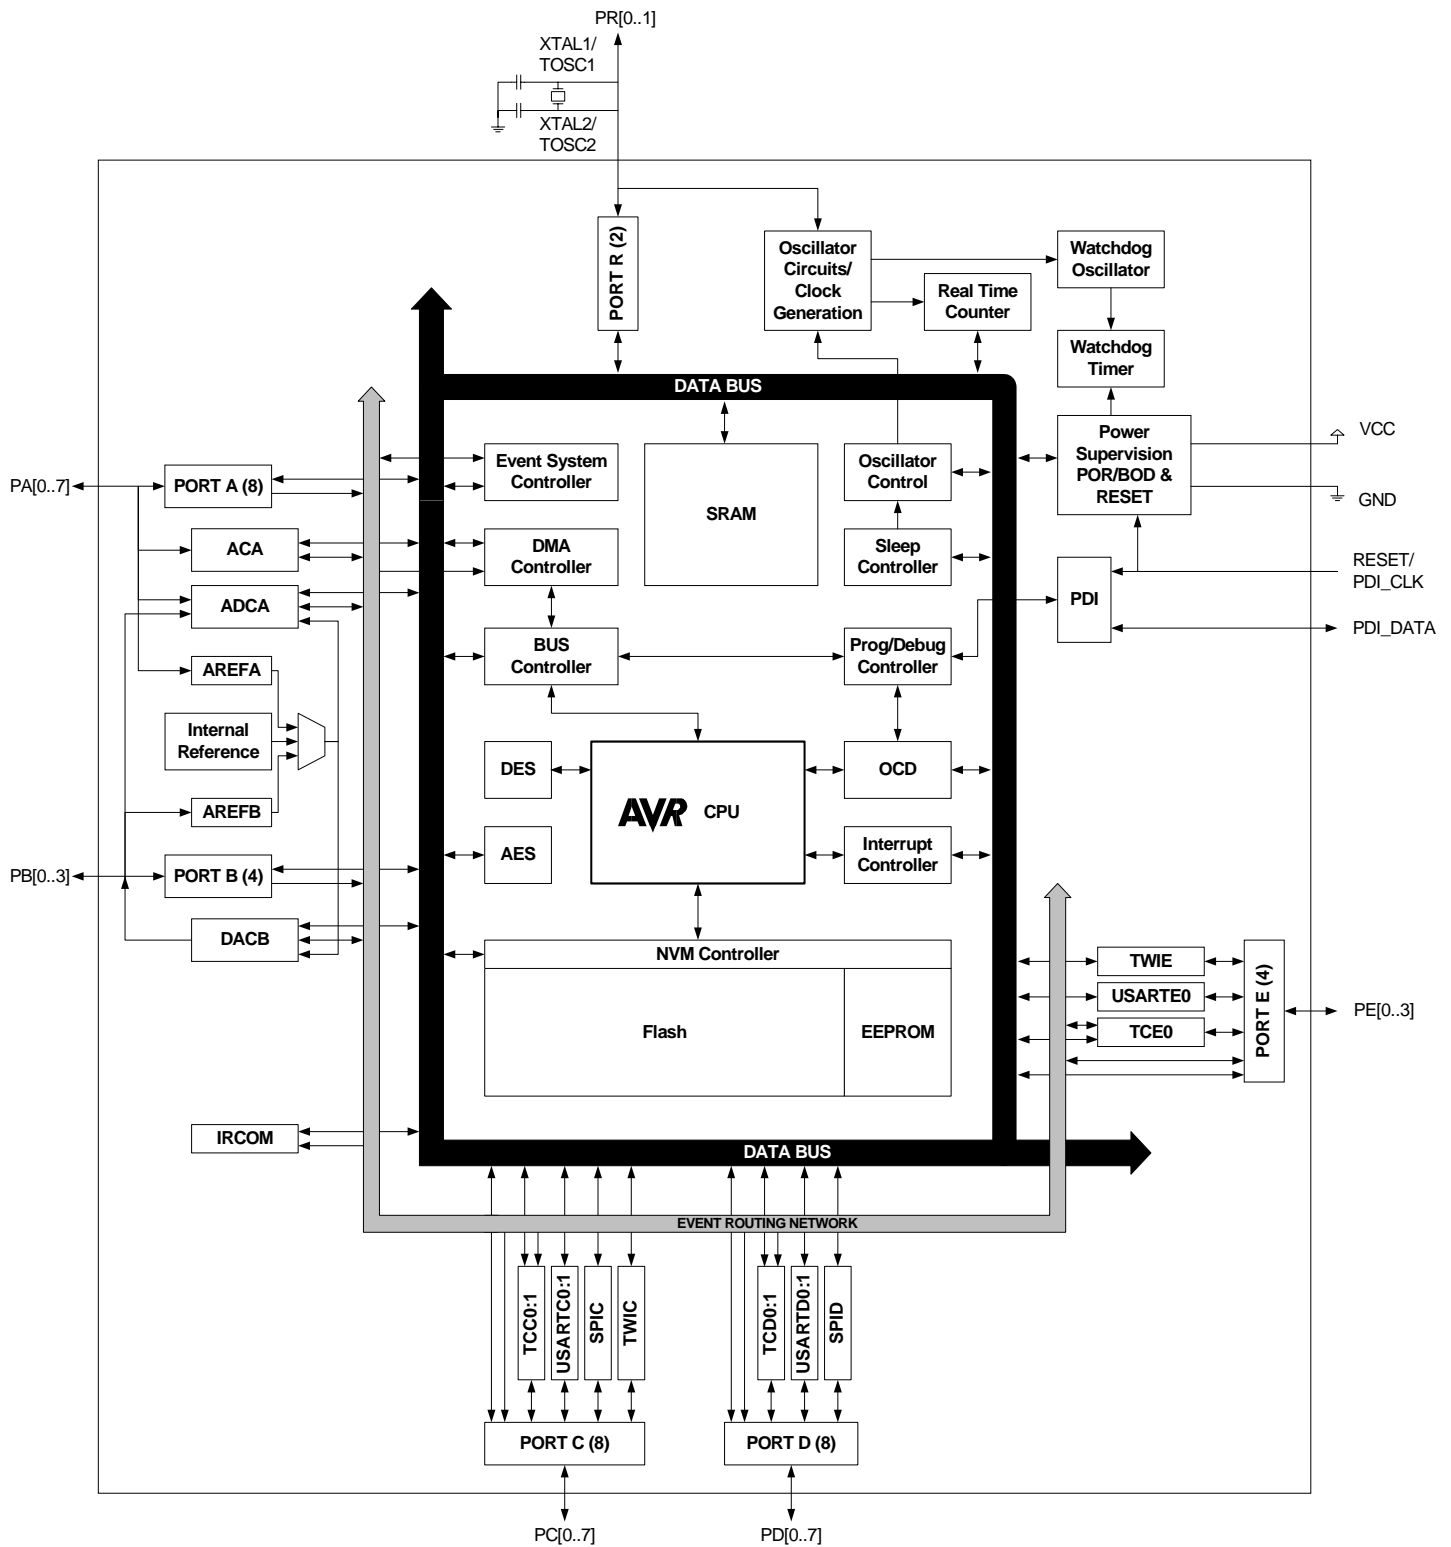 PR[0..1]
XTAL1/
TOSC1
XTAL2/
TOSC2
PORT R (2)
Oscillator
Circuits/
Clock
Generation
Watchdog
Oscillator
Real Time
Counter
Watchdog
Timer
DATA BUS
Power
Supervision
POR/BOD &
RESET
VCC
GND
Event System
Controller
Oscillator
Control
SRAM
PA[0..7]
PORT A (8)
ACA
DMA
Controller
Sleep
Controller
RESET/
PDI_CLK
PDI
ADCA
PDI_DATA
BUS
Controller
Prog/Debug
Controller
AREFA
Internal
Reference
DES
AVR
CPU
OCD
AREFB
AES
Interrupt
Controller
PB[0..3]
PORT B (4)
DACB
NVM Controller
Flash
EEPROM
TWIE
USARTE0
TCE0
PORT E (4)
PE[0..3]
IRCOM
DATA BUS
EVENT ROUTING NETWORK
TCC0:1
USARTC0:1
SPIC
TWIC
TCD0:1
USARTD0:1
SPID
PORT C (8)
PORT D (8)
PC[0..7]
PD[0..7]